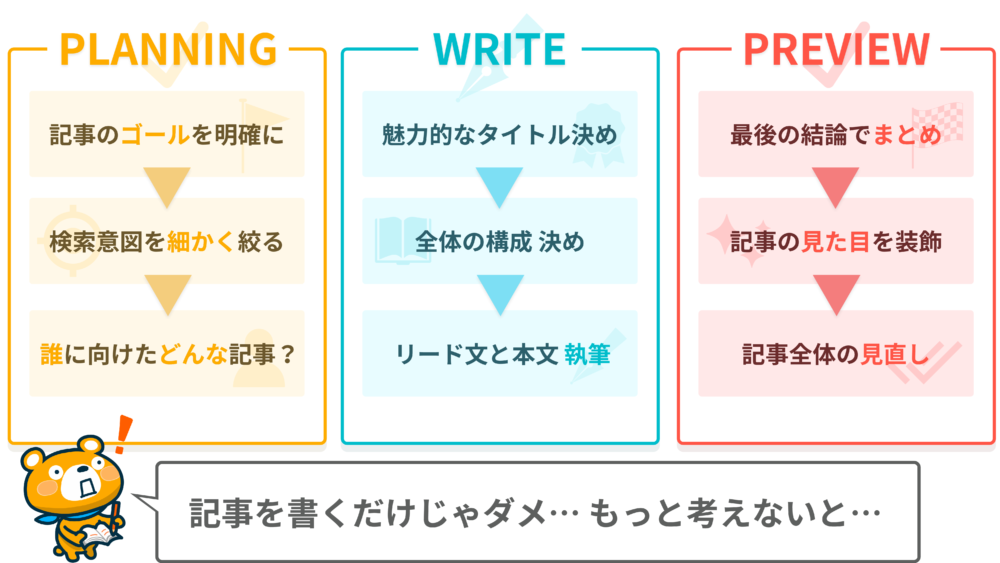 PLANNING
記事のゴールを明確に
検索意図を細かく絞る
誰に向けたどんな記事？
WRITE
魅力的なタイトル決め
全体の構成 決め
リード文と本文 執筆
PREVIEW
最後の結論でまとめ
記事の見た目を装飾
記事全体の見直し
!
記事を書くだけじゃダメ… もっと考えないと…